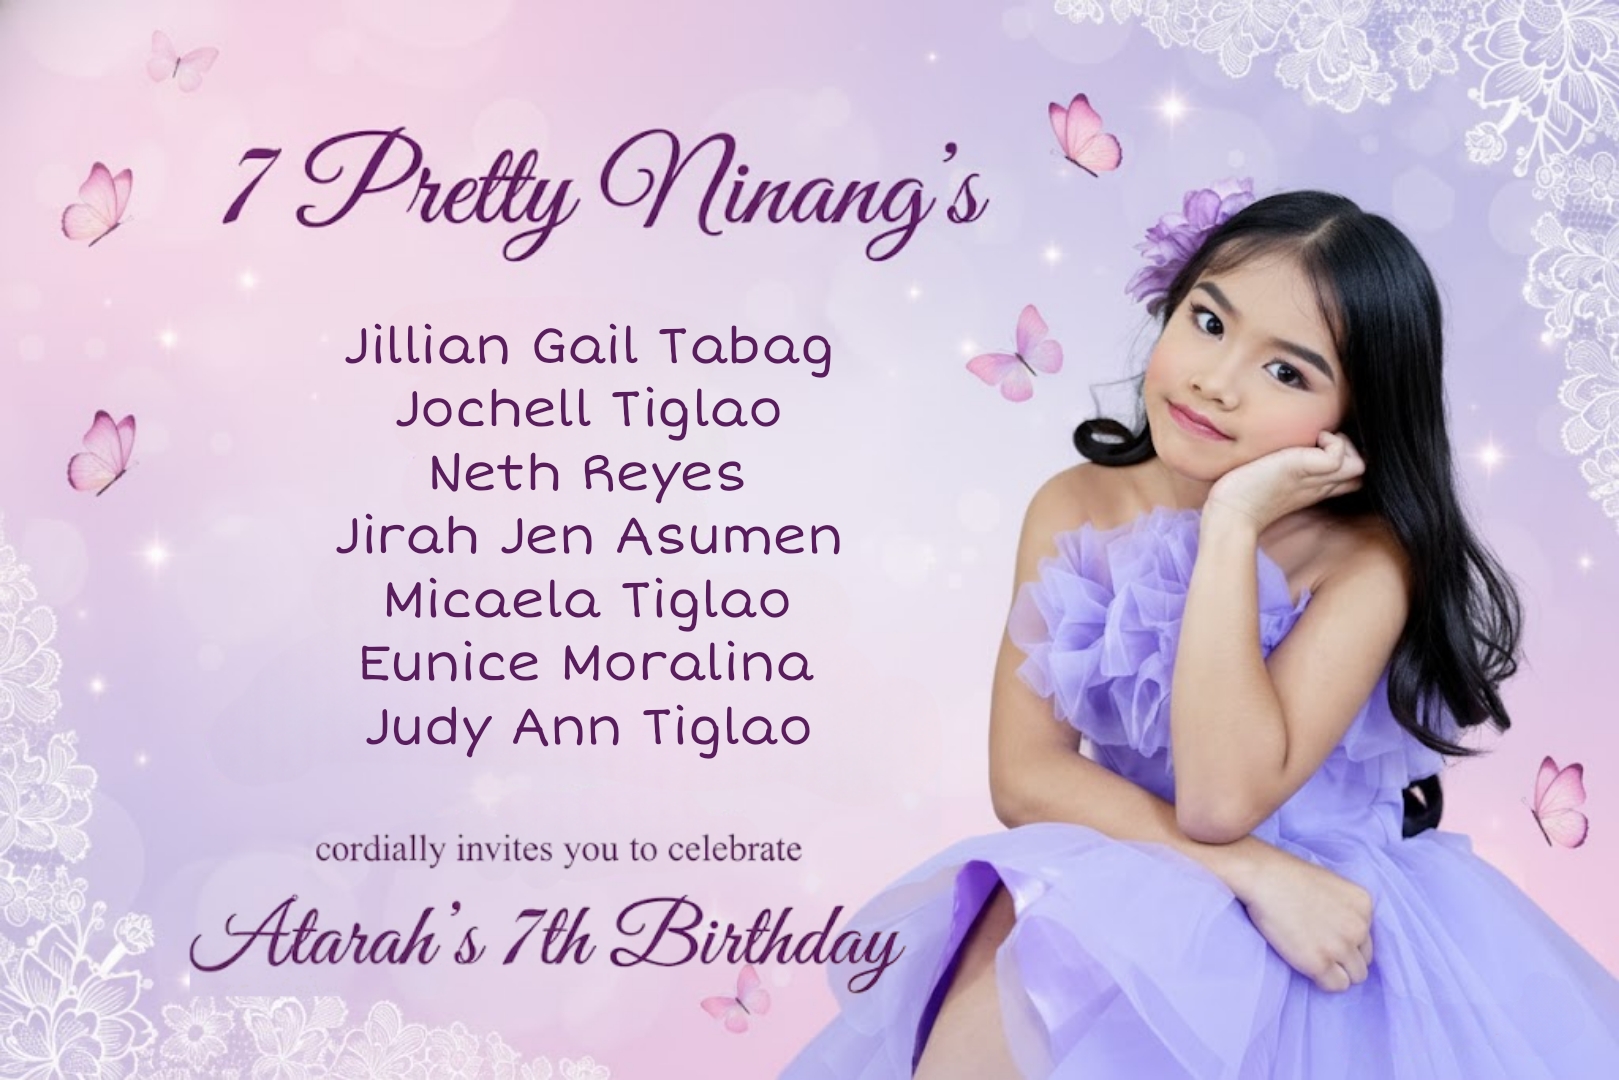 7 Pretty Ninang's
Jillian Gail Tabag
Jochell Tiglao
Neth Reyes
Jirah Jen Asumen
Micaela Tiglao
Eunice Moralina
Judy Ann Tiglao
cordially invites you to celebrate
Atarah's 7th Birthday